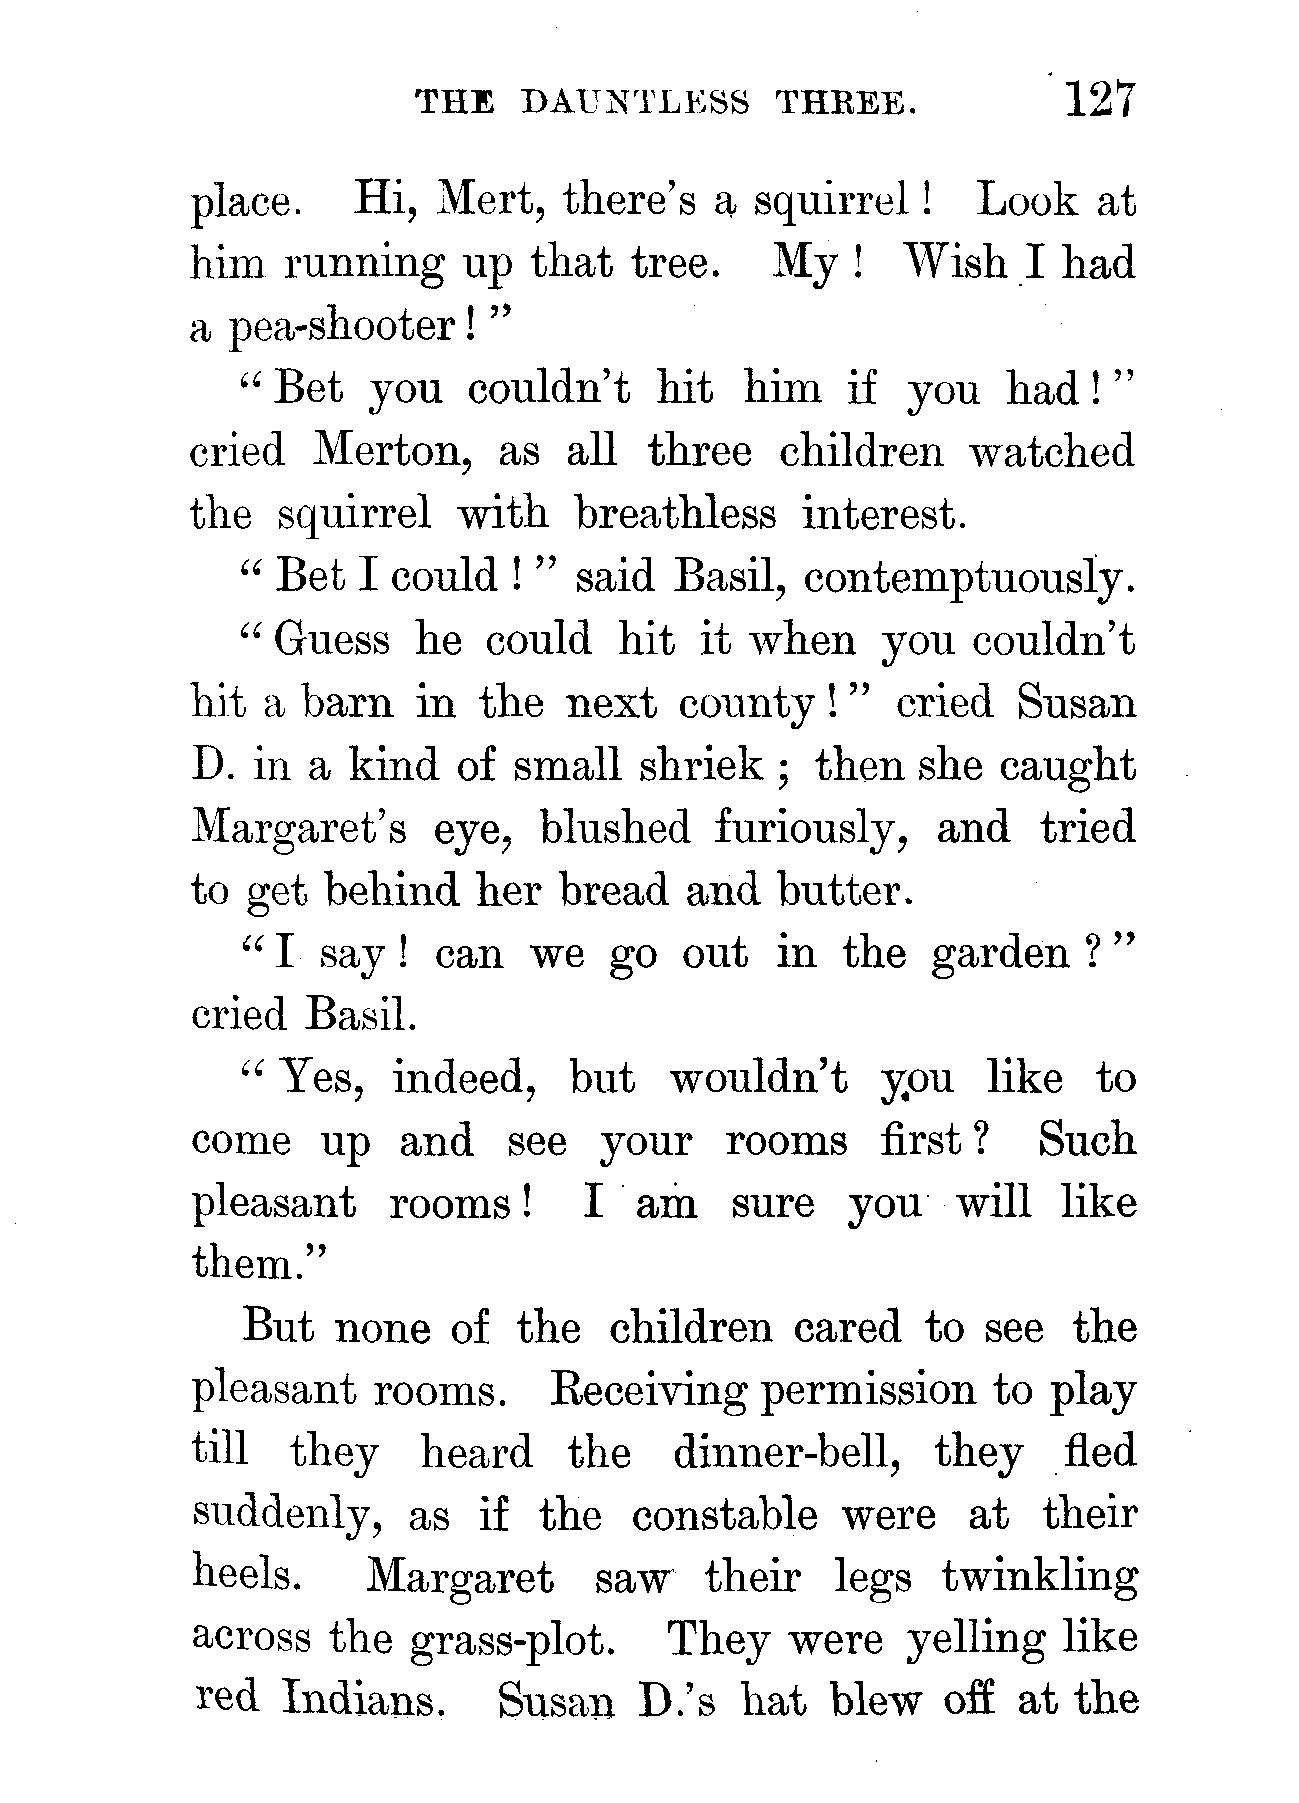 THE DAUNTLESS THREE. 127
place. Hi, Mert, there's a squirrel! Look at
him running up that tree. My! Wish I had
a pea-shooter!"
"Bet you couldn't hit him if you had!"
cried Merton, as all three children watched
the squirrel with breathless interest.
"Bet I could!" said Basil, contemptuously.
"Guess he could hit it when you couldn't
hit a barn in the next county!" cried Susan
D. in a kind of small shriek; then she caught
Margaret's eye, blushed furiously, and tried
to get behind her bread and butter.
"I say! can we go out in the garden?"
cried Basil.
"Yes, indeed, but wouldn't you like to
come up and see your rooms first? Such
pleasant rooms! I am sure you will like
them."
But none of the children cared to see the
pleasant rooms. Receiving permission to play
till they heard the dinner-bell, they fled
suddenly, as if the constable were at their
heels. Margaret saw their legs twinkling
across the grass-plot. They were yelling like
red Indians. Susan D.'s hat blew off at the